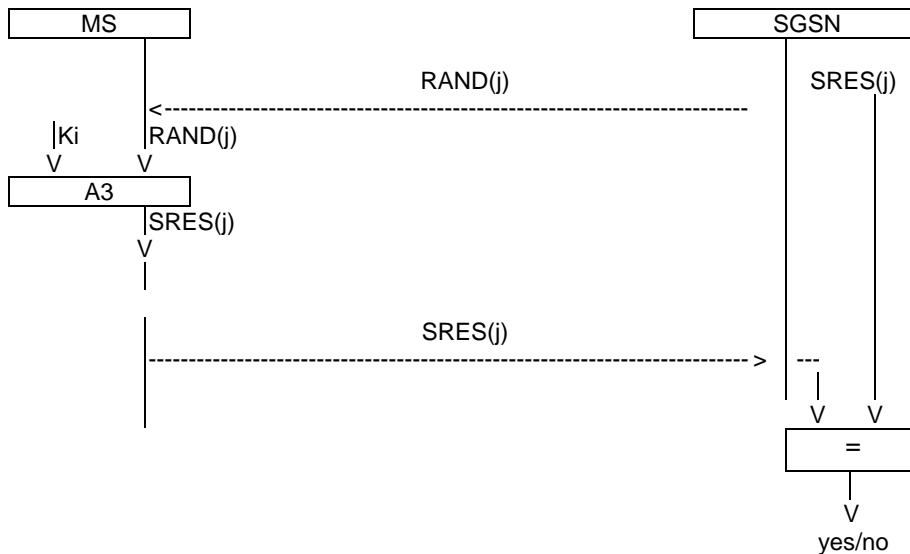 MS SGSN
RAND(j) SRES(j)
<-------------------------------------------------------------------
Ki RAND(j)
V V
A3
SRES(j)
V
SRES(j)
------------------------------------------------------------------- > ---
V V
=
V
yes/no